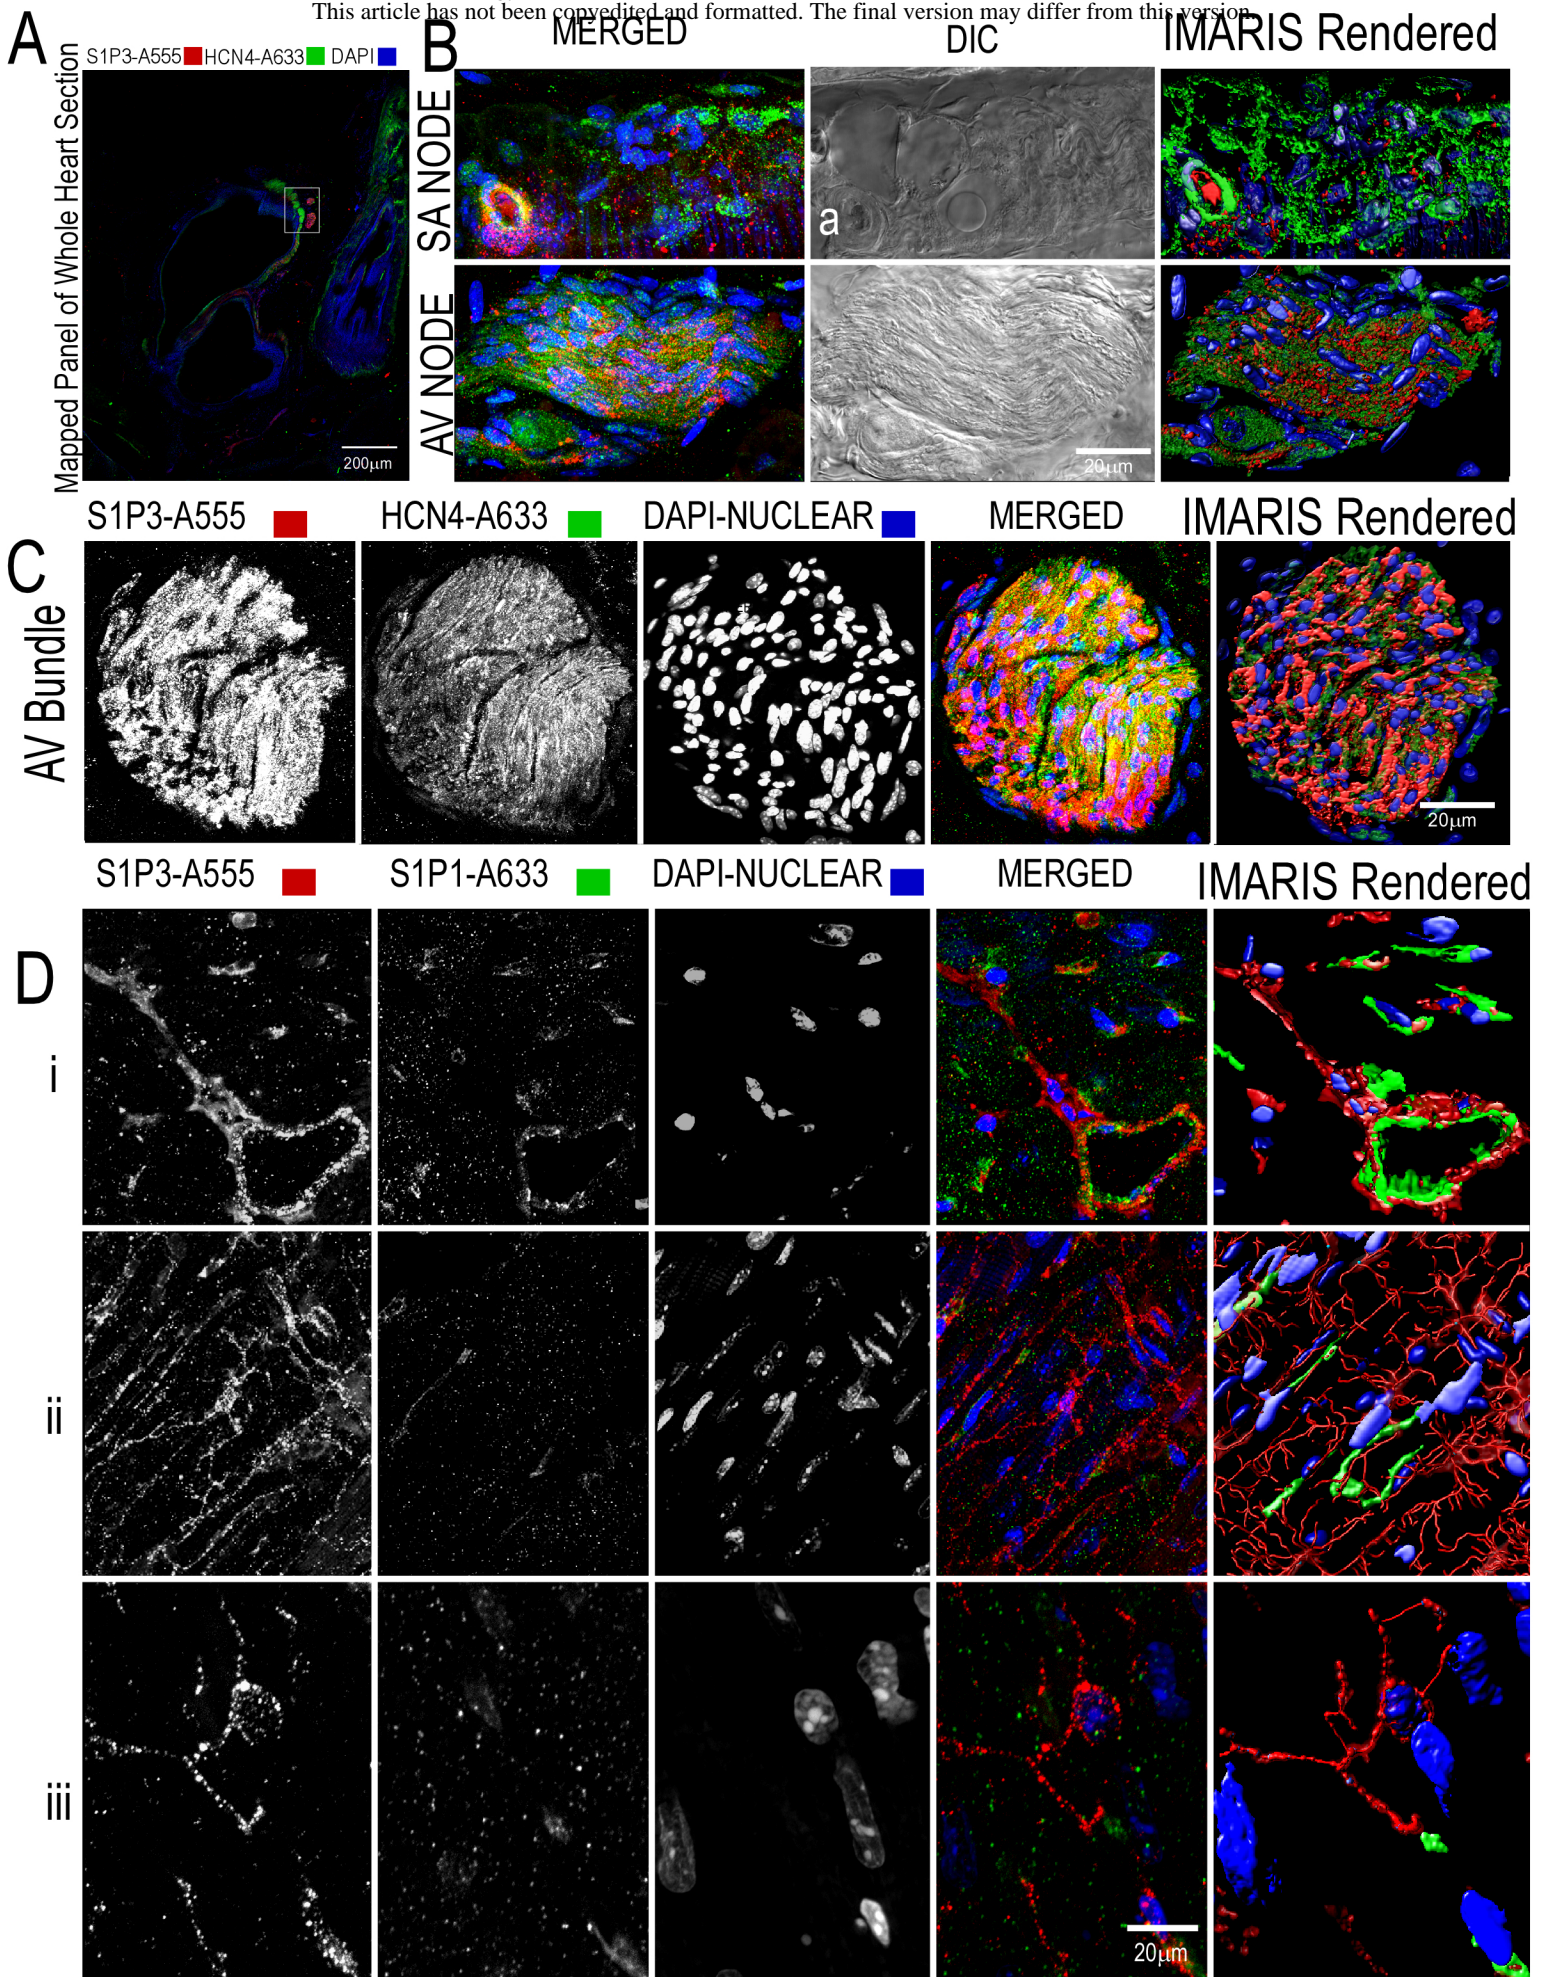 This article has not been copyedited and formatted. The final version may differ from this version.
A
S1P3-A555 HCN4-A633 DAPI
Mapped Panel of Whole Heart Section
200µm
B
MERGED DIC IMARIS Rendered
SA NODE
a
AV NODE
20µm
S1P3-A555 HCN4-A633 DAPI-NUCLEAR MERGED IMARIS Rendered
C
AV Bundle
20µm
S1P3-A555 S1P1-A633 DAPI-NUCLEAR MERGED IMARIS Rendered
D
i
ii
iii
20µm